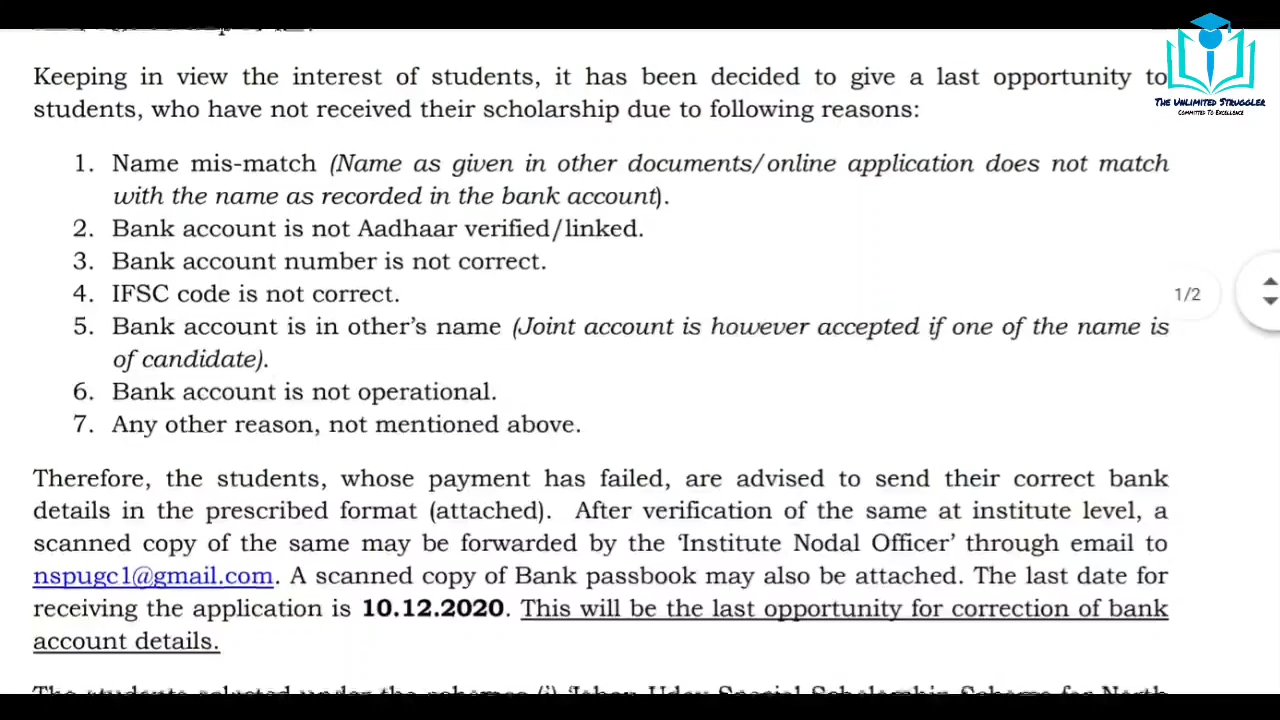 Keeping in view the interest of students, it has been decided to give a last opportunity to
students, who have not received their scholarship due to following reasons:
1. Name mis-match (Name as given in other documents/online application does not match
with the name as recorded in the bank account).
2. Bank account is not Aadhaar verified/linked.
3. Bank account number is not correct.
4. IFSC code is not correct.
5. Bank account is in other's name (Joint account is however accepted if one of the name is
of candidate).
6. Bank account is not operational.
7. Any other reason, not mentioned above.
Therefore, the students, whose payment has failed, are advised to send their correct bank
details in the prescribed format (attached). After verification of the same at institute level, a
scanned copy of the same may be forwarded by the 'Institute Nodal Officer' through email to
nspugc1@gmail.com. A scanned copy of Bank passbook may also be attached. The last date for
receiving the application is 10.12.2020. This will be the last opportunity for correction of bank
account details.
THE UNLIMITED STRUGGLER
COMMITTED TO EXCELLENCE
1/2